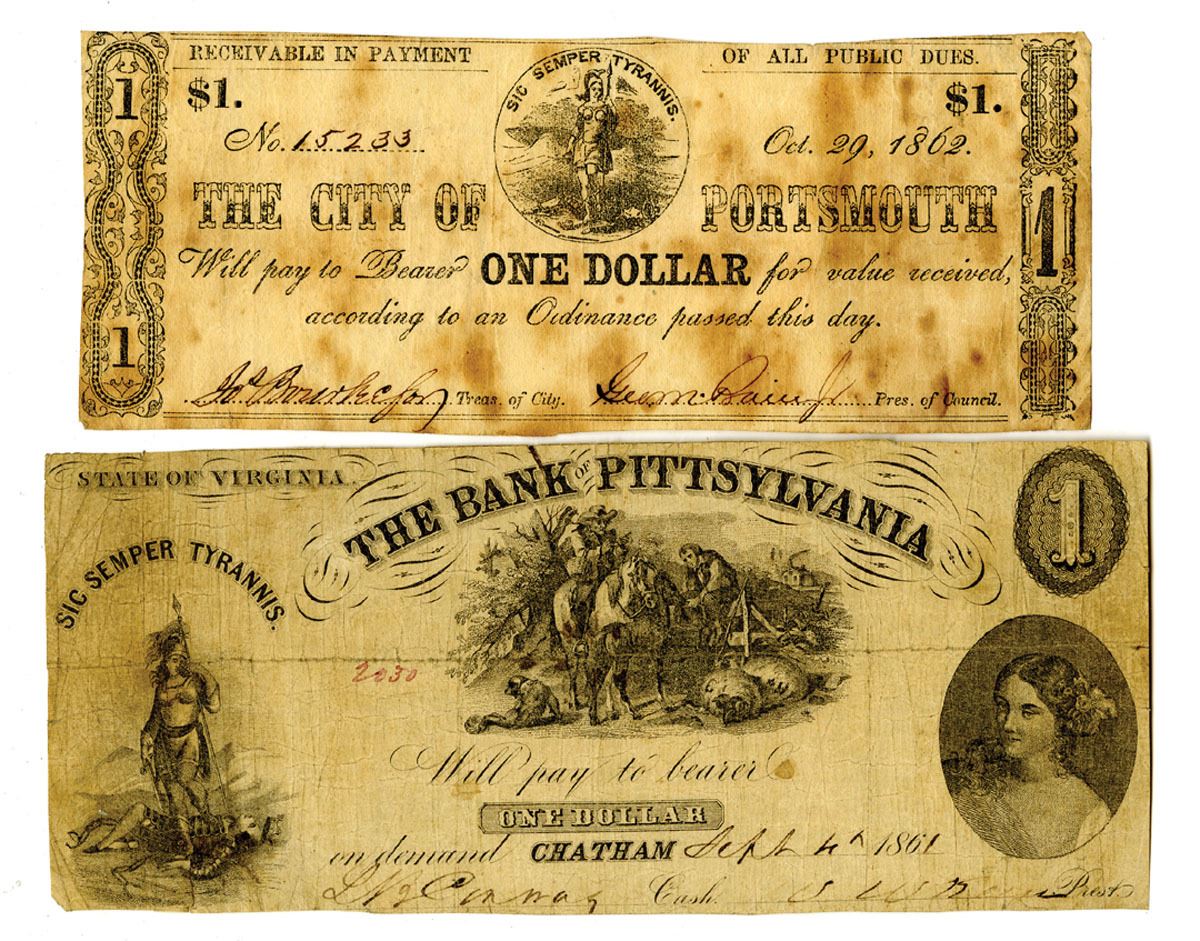 RECEIVABLE IN PAYMENT OF ALL PUBLIC DUES.
SIC SEMPER TYRANNIS.
1 $1. $1. 1
No. 15233 Oct. 29, 1862.
THE CITY OF PORTSMOUTH
1
Will pay to Bearer ONE DOLLAR for value received,
according to an Ordinance passed this day.
1
Treas. of City. Pres. of Council.
STATE OF VIRGINIA.
THE BANK OF PITTSYLVANIA
1
SIC SEMPER TYRANNIS.
2030
Will pay to bearer
ONE DOLLAR
on demand CHATHAM Sept 4th 1861
Cash. Prest